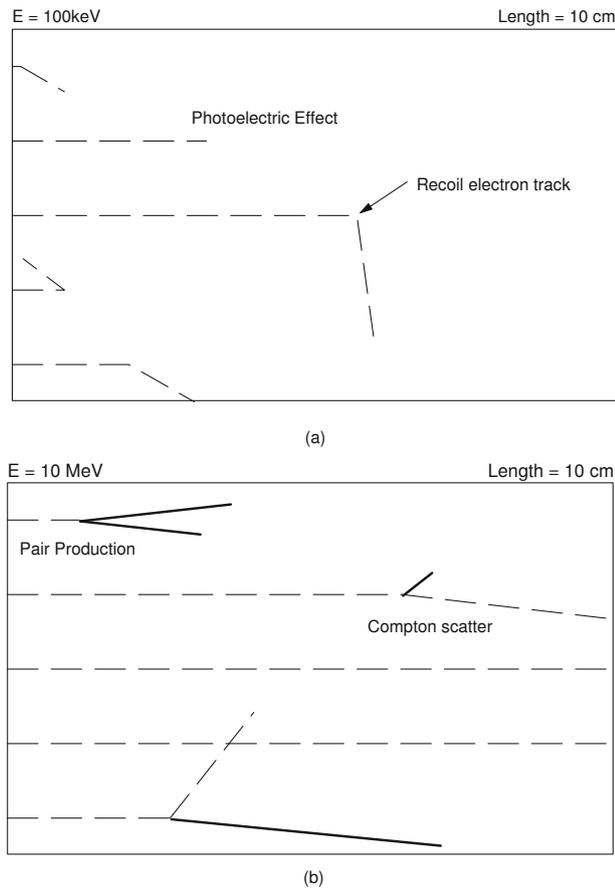 E = 100keV Length = 10 cm
Photoelectric Effect
Recoil electron track
(a)
E = 10 MeV Length = 10 cm
Pair Production
Compton scatter
(b)